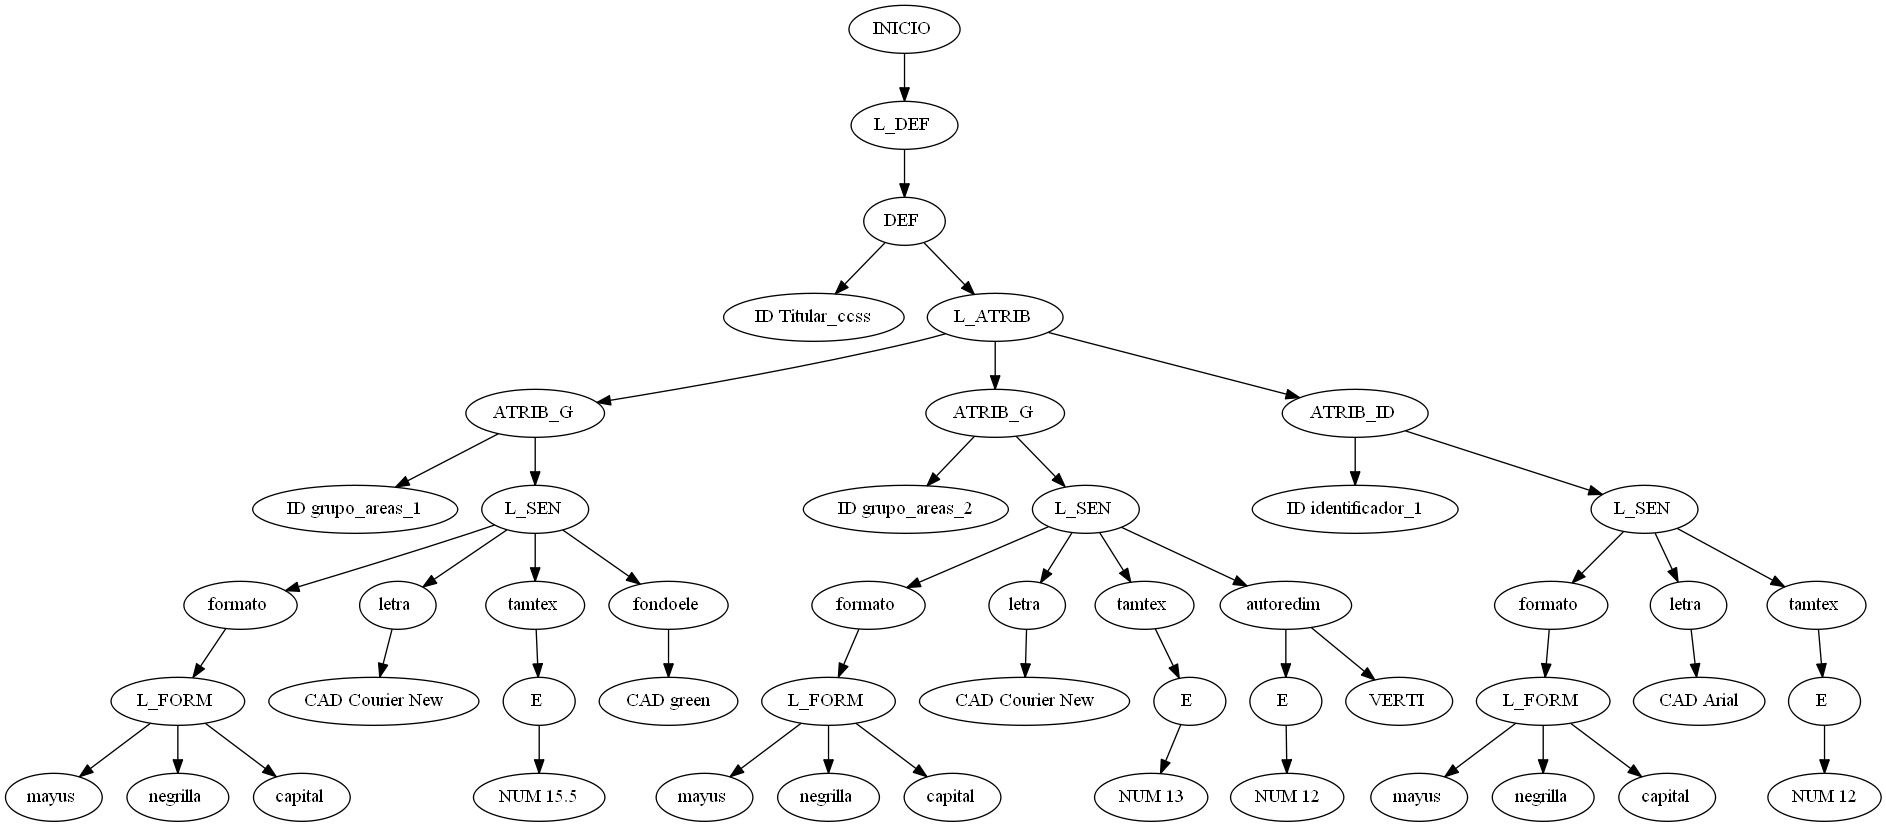 INICIO
L_DEF
DEF
ID Titular_ccss
L_ATRIB
ATRIB_G
ATRIB_G
ATRIB_ID
ID grupo_areas_1
L_SEN
ID grupo_areas_2
L_SEN
ID identificador_1
L_SEN
formato
letra
tamtex
fondoele
formato
letra
tamtex
autoredim
formato
letra
tamtex
L_FORM
CAD Courier New
E
CAD green
L_FORM
CAD Courier New
E
E
VERTI
L_FORM
CAD Arial
E
mayus
negrilla
capital
NUM 15.5
mayus
negrilla
capital
NUM 13
NUM 12
mayus
negrilla
capital
NUM 12